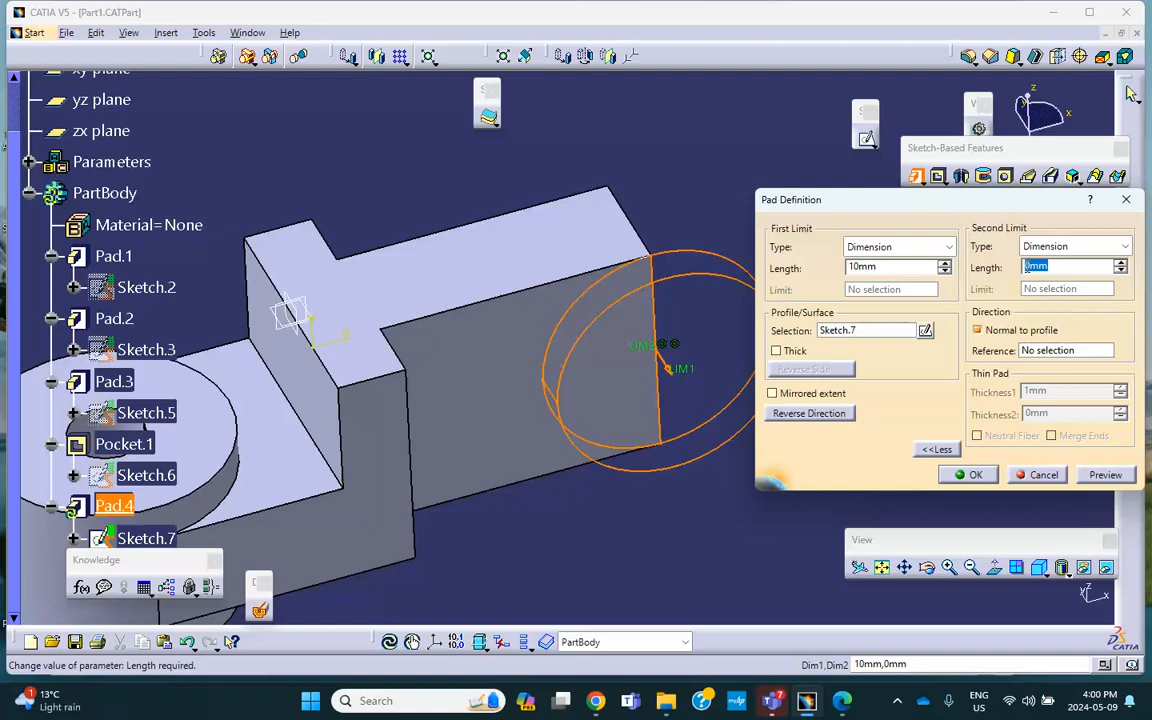 CATIA V5 - [Part1.CATPart]
Start File Edit View Insert Tools Window Help
xy plane
yz plane
zx plane
Parameters
PartBody
Material=None
Pad.1
Sketch.2
Pad.2
Sketch.3
Pad.3
Sketch.5
Pocket.1
Sketch.6
Pad.4
Sketch.7
Knowledge
f(x)
LIM1
z
x
Sketch-Based Features
Pad Definition
?
First Limit
Type: Dimension
Length: 10mm
Limit: No selection
Profile/Surface
Selection: Sketch.7
Thick
Reverse Side
Mirrored extent
Reverse Direction
Second Limit
Type: Dimension
Length: 0mm
Limit: No selection
Direction
Normal to profile
Reference: No selection
Thin Pad
Thickness1 1mm
Thickness2: 0mm
Neutral Fiber Merge Ends
<<Less
OK Cancel Preview
View
PartBody
Change value of parameter: Length required.
Dim1,Dim2 10mm,0mm
13°C
Light rain
Search
ENG
US
4:00 PM
2024-05-09